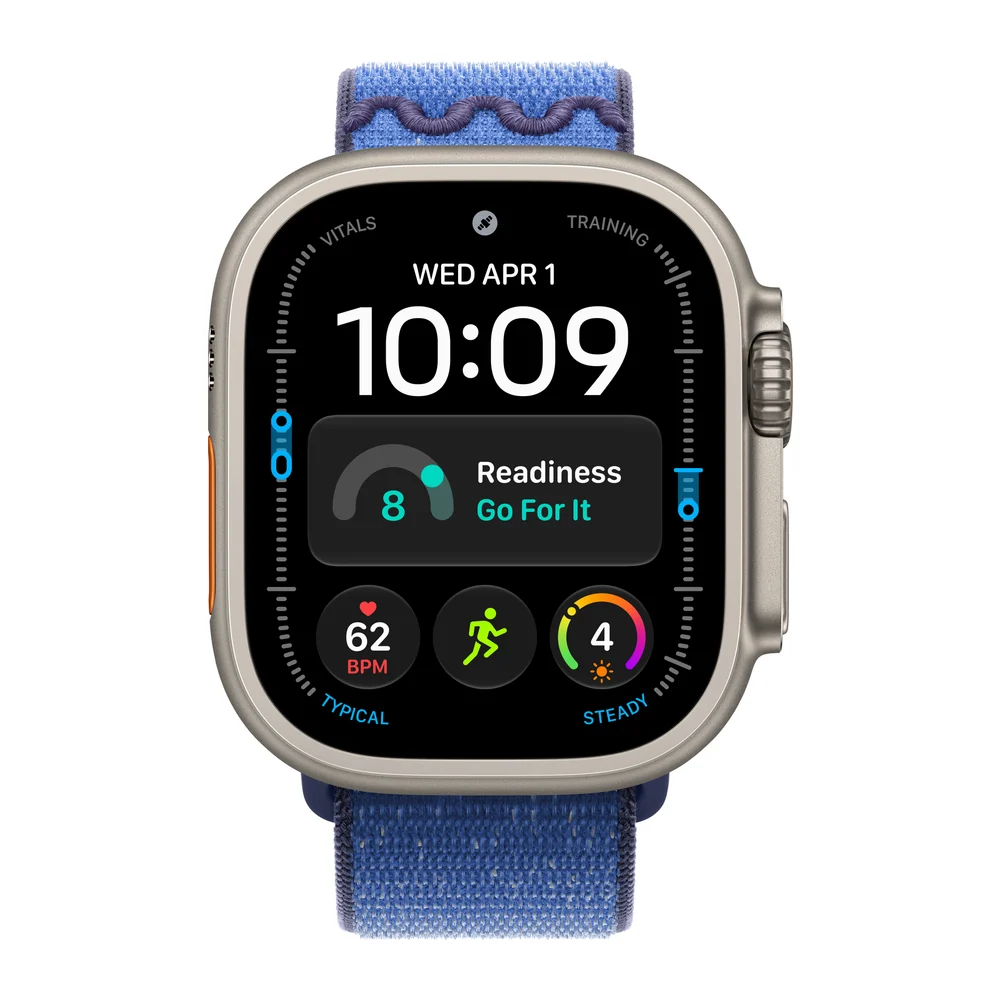 VITALS
TRAINING
WED APR 1
10:09
8
Readiness
Go For It
62
BPM
4
TYPICAL
STEADY